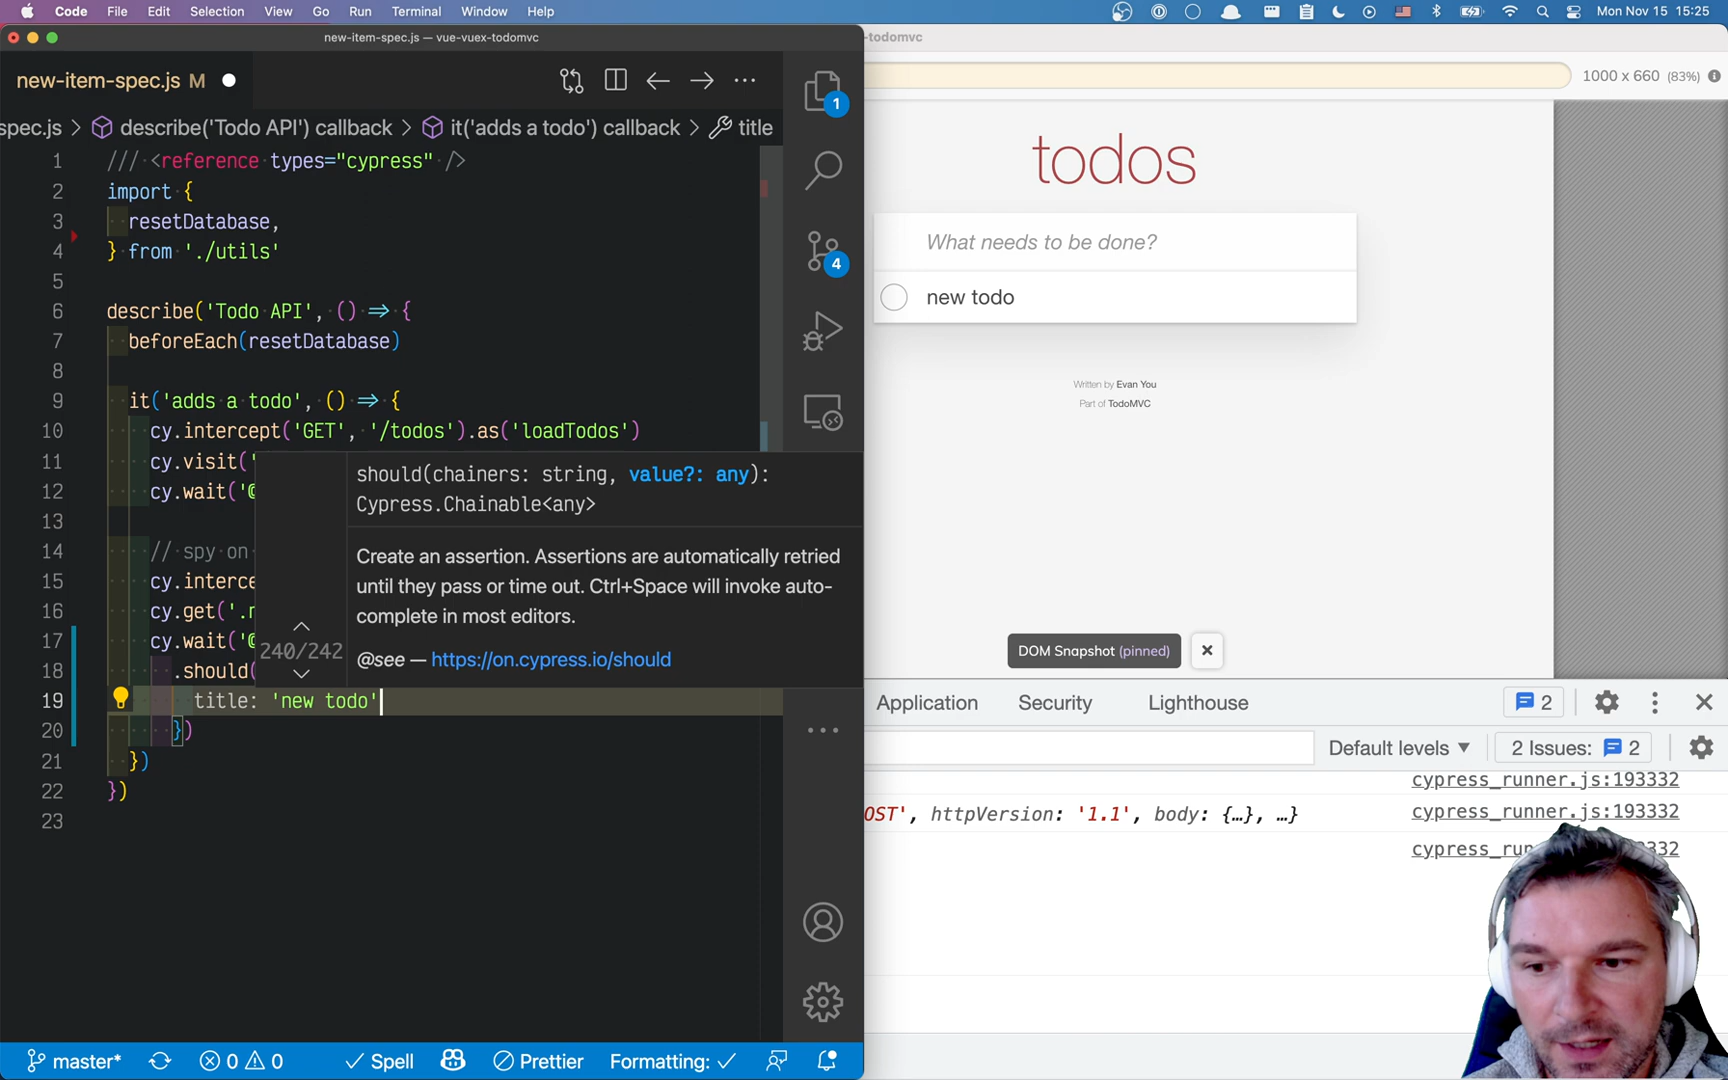 Code File Edit Selection View Go Run Terminal Window Help Mon Nov 15 15:25
new-item-spec.js — vue-vuex-todomvc
-todomvc
new-item-spec.js M
1000 x 660 (83%)
1
spec.js > describe('Todo API') callback > it('adds a todo') callback > title
1 /// <reference types="cypress" />
2 import {
3 resetDatabase,
4 } from './utils'
5
6 describe('Todo API', () => {
7 beforeEach(resetDatabase)
8
9 it('adds a todo', () => {
10 cy.intercept('GET', '/todos').as('loadTodos')
11 cy.visit('
12 cy.wait('@
13
14 // spy on
15 cy.interce
16 cy.get('.n
17 cy.wait('@
18 .should(
19 title: 'new todo'
20 })
21 })
22 })
23
should(chainers: string, value?: any):
Cypress.Chainable<any>
Create an assertion. Assertions are automatically retried
until they pass or time out. Ctrl+Space will invoke auto-
complete in most editors.
@see — https://on.cypress.io/should
240/242
4
todos
What needs to be done?
new todo
Written by Evan You
Part of TodoMVC
DOM Snapshot (pinned)
Application Security Lighthouse 2
Default levels ▼ 2 Issues: 2
cypress_runner.js:193332
OST', httpVersion: '1.1', body: {…}, …} cypress_runner.js:193332
cypress_run 332
master* 0 0 Spell Prettier Formatting: